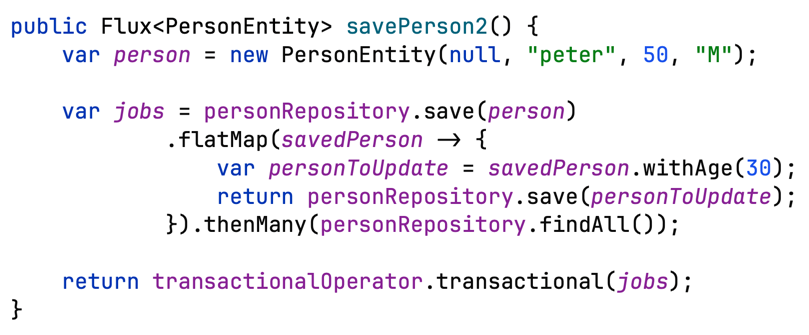 public Flux<PersonEntity> savePerson2() {
    var person = new PersonEntity(null, "peter", 50, "M");

    var jobs = personRepository.save(person)
            .flatMap(savedPerson -> {
                var personToUpdate = savedPerson.withAge(30);
                return personRepository.save(personToUpdate);
            }).thenMany(personRepository.findAll());

    return transactionalOperator.transactional(jobs);
}